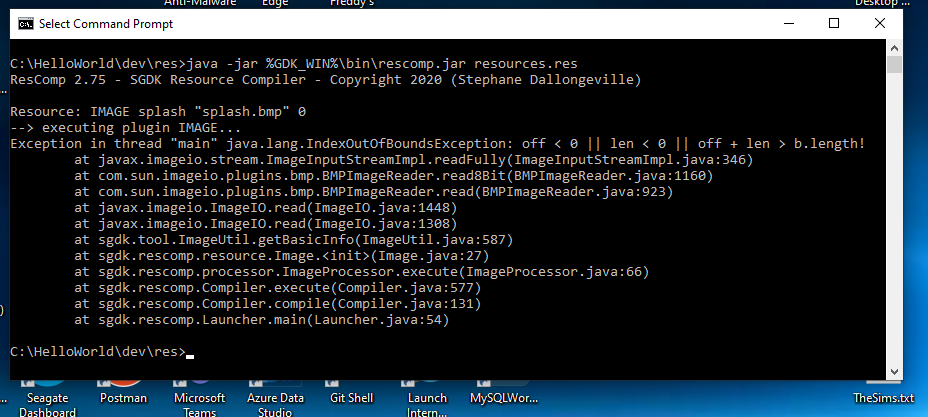 Anti-Malware Edge Freddy's Desktop ...
Select Command Prompt
C:\HelloWorld\dev\res>java -jar %GDK_WIN%\bin\rescomp.jar resources.res
ResComp 2.75 - SGDK Resource Compiler - Copyright 2020 (Stephane Dallongeville)
Resource: IMAGE splash "splash.bmp" 0
--> executing plugin IMAGE...
Exception in thread "main" java.lang.IndexOutOfBoundsException: off < 0 || len < 0 || off + len > b.length!
at javax.imageio.stream.ImageInputStreamImpl.readFully(ImageInputStreamImpl.java:346)
at com.sun.imageio.plugins.bmp.BMPImageReader.read8Bit(BMPImageReader.java:1160)
at com.sun.imageio.plugins.bmp.BMPImageReader.read(BMPImageReader.java:923)
at javax.imageio.ImageIO.read(ImageIO.java:1448)
at javax.imageio.ImageIO.read(ImageIO.java:1308)
at sgdk.tool.ImageUtil.getBasicInfo(ImageUtil.java:587)
at sgdk.rescomp.resource.Image.<init>(Image.java:27)
at sgdk.rescomp.processor.ImageProcessor.execute(ImageProcessor.java:66)
at sgdk.rescomp.Compiler.execute(Compiler.java:577)
at sgdk.rescomp.Compiler.compile(Compiler.java:131)
at sgdk.rescomp.Launcher.main(Launcher.java:54)
C:\HelloWorld\dev\res>
Seagate Postman Microsoft Azure Data Git Shell Launch MySQLWor... TheSims.txt
Dashboard Teams Studio Intern...